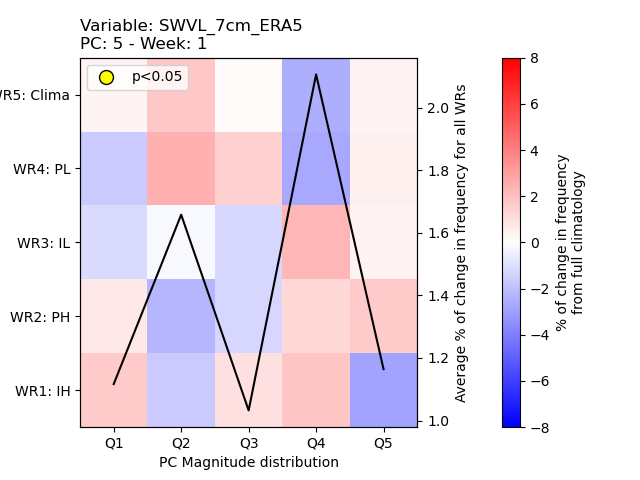 Variable: SWVL_7cm_ERA5
PC: 5 - Week: 1
p<0.05
WR5: Clima
WR4: PL
WR3: IL
WR2: PH
WR1: IH
Q1 Q2 Q3 Q4 Q5
PC Magnitude distribution
2.0
1.8
1.6
1.4
1.2
1.0
Average % of change in frequency for all WRs
8
6
4
2
0
−2
−4
−6
−8
% of change in frequency
from full climatology